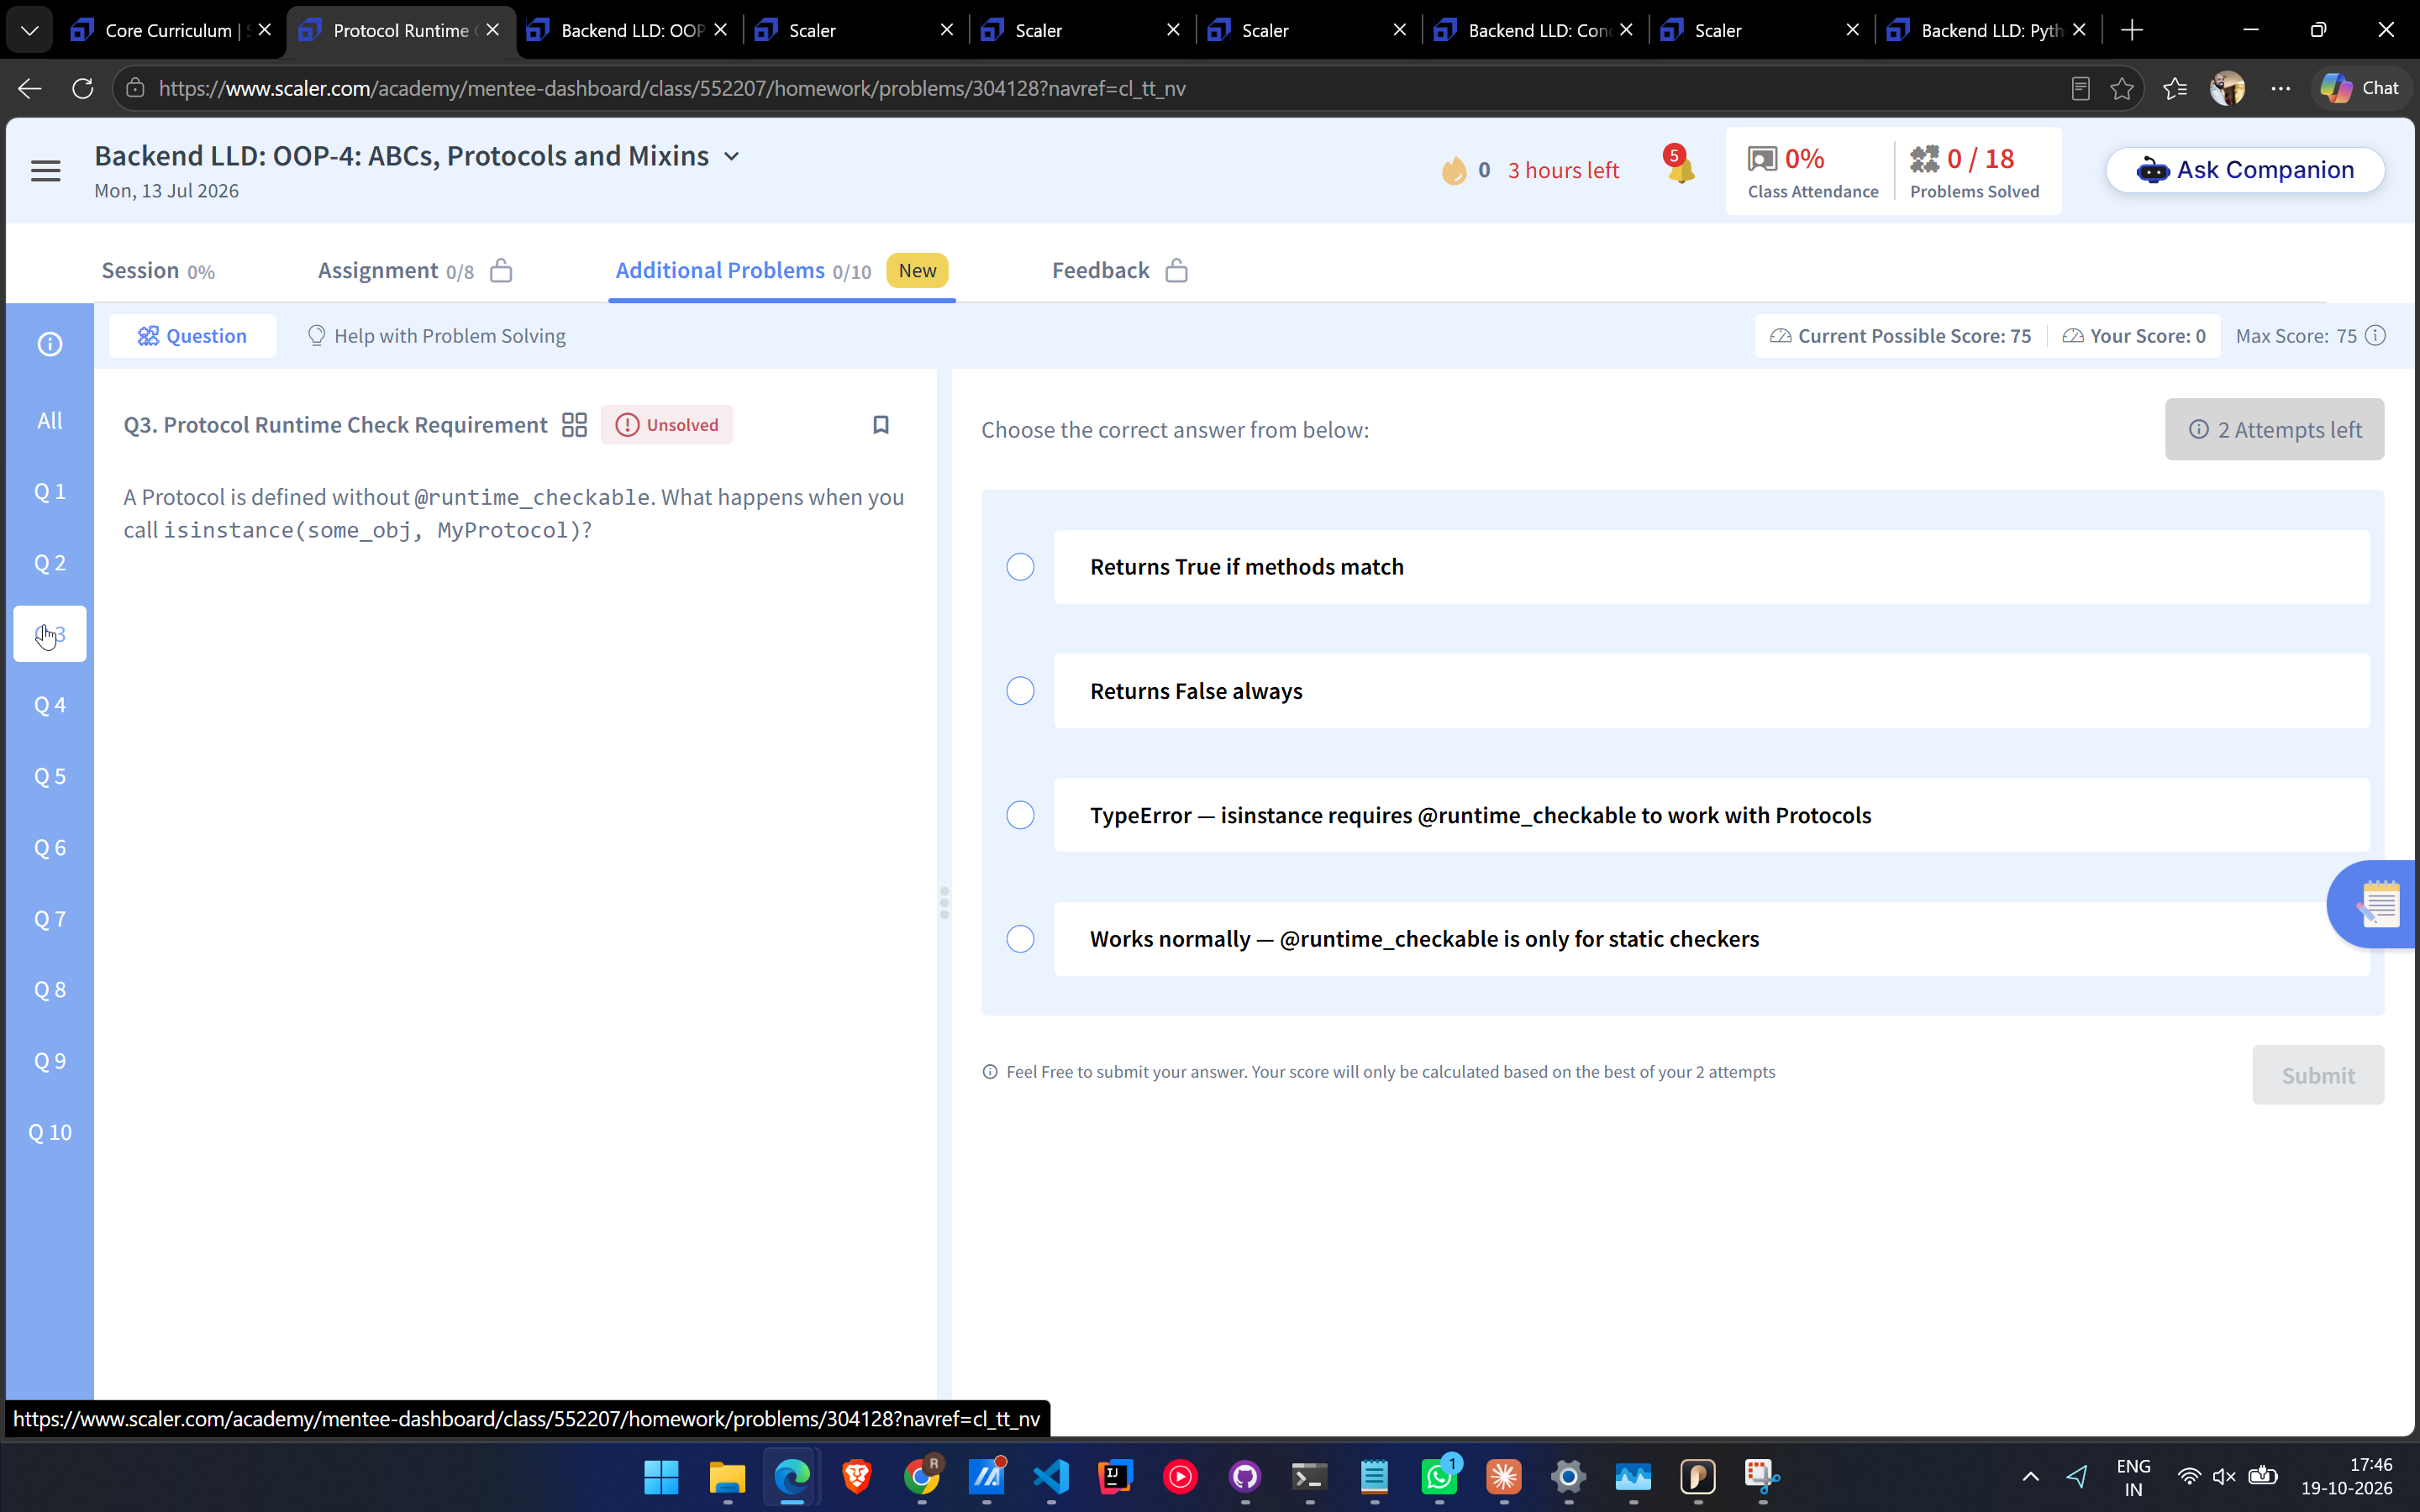 Core Curriculum |
Protocol Runtime
Backend LLD: OOP
Scaler
Scaler
Scaler
Backend LLD: Con
Scaler
Backend LLD: Pyth
https://www.scaler.com/academy/mentee-dashboard/class/552207/homework/problems/304128?navref=cl_tt_nv
Chat
Backend LLD: OOP-4: ABCs, Protocols and Mixins
Mon, 13 Jul 2026
0
3 hours left
5
0%
Class Attendance
0 / 18
Problems Solved
Ask Companion
Session 0%
Assignment 0/8
Additional Problems 0/10
New
Feedback
Question
Help with Problem Solving
Current Possible Score: 75
Your Score: 0
Max Score: 75
All
Q 1
Q 2
3
Q 4
Q 5
Q 6
Q 7
Q 8
Q 9
Q 10
Q3. Protocol Runtime Check Requirement
Unsolved
A Protocol is defined without @runtime_checkable. What happens when you
call isinstance(some_obj, MyProtocol)?
Choose the correct answer from below:
2 Attempts left
Returns True if methods match
Returns False always
TypeError — isinstance requires @runtime_checkable to work with Protocols
Works normally — @runtime_checkable is only for static checkers
Feel Free to submit your answer. Your score will only be calculated based on the best of your 2 attempts
Submit
https://www.scaler.com/academy/mentee-dashboard/class/552207/homework/problems/304128?navref=cl_tt_nv
R
IJ
1
ENG
IN
17:46
19-10-2026